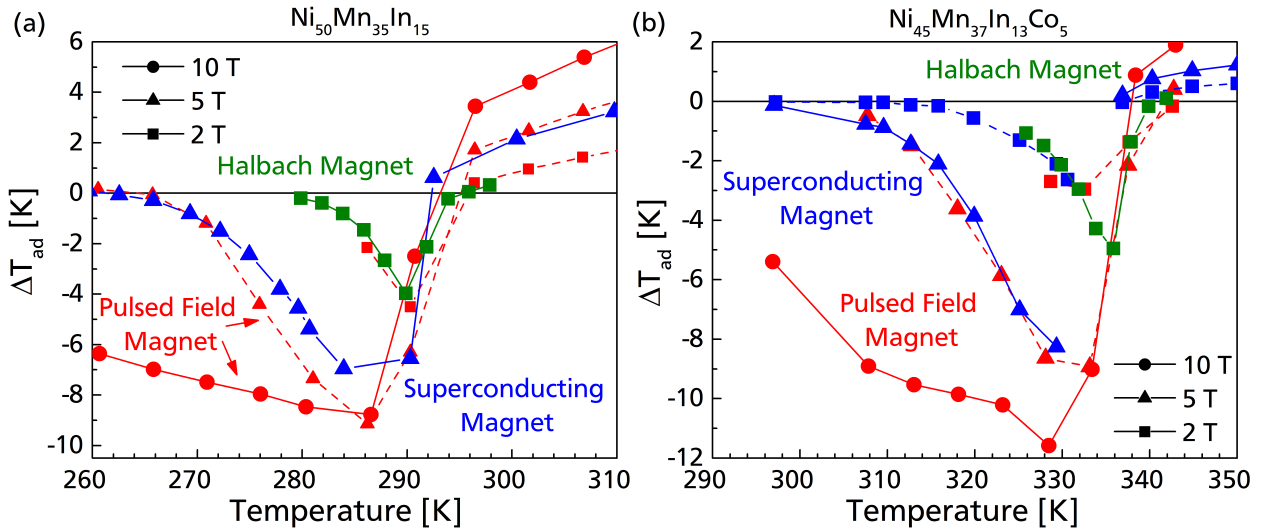 (a)
Ni₅₀Mn₃₅In₁₅
6
4
2
0
-2
-4
-6
-8
-10
ΔT_ad [K]
10 T
5 T
2 T
Halbach Magnet
Pulsed Field
Magnet
Superconducting
Magnet
260
270
280
290
300
310
Temperature [K]
(b)
Ni₄₅Mn₃₇In₁₃Co₅
2
0
-2
-4
-6
-8
-10
-12
ΔT_ad [K]
Halbach Magnet
Superconducting
Magnet
Pulsed Field
Magnet
10 T
5 T
2 T
290
300
310
320
330
340
350
Temperature [K]